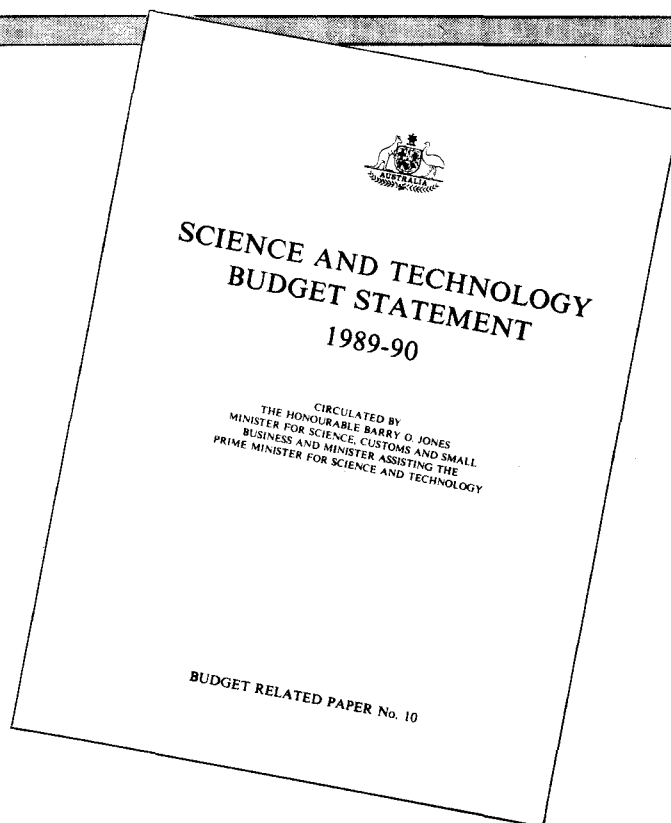 AUSTRALIA
SCIENCE AND TECHNOLOGY
BUDGET STATEMENT
1989-90
CIRCULATED BY
THE HONOURABLE BARRY O. JONES
MINISTER FOR SCIENCE, CUSTOMS AND SMALL
BUSINESS AND MINISTER ASSISTING THE
PRIME MINISTER FOR SCIENCE AND TECHNOLOGY
BUDGET RELATED PAPER No. 10